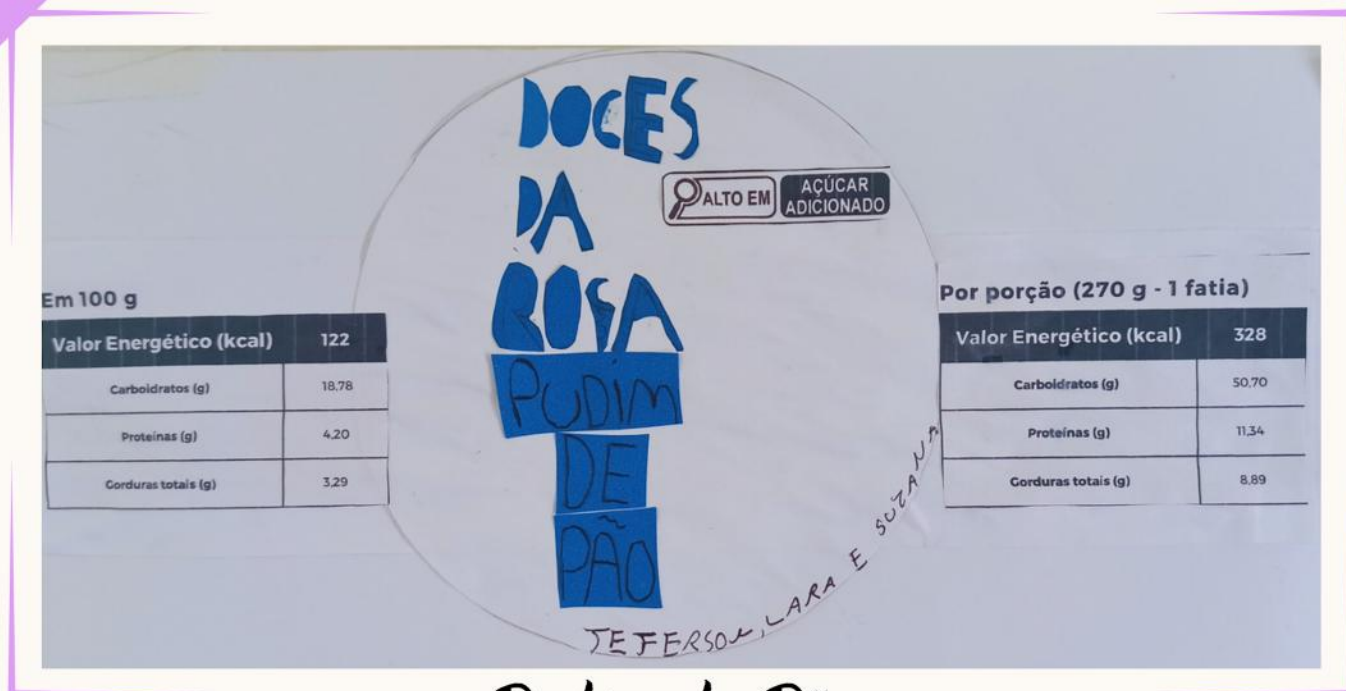 DOCES
DA
ROSA
ALTO EM
AÇÚCAR
ADICIONADO
PUDIM
DE
PÃO
JEFERSON, LARA E SUZANA
Em 100 g
Valor Energético (kcal) 122
Carboidratos (g) 18,78
Proteínas (g) 4,20
Gorduras totais (g) 3,29
Por porção (270 g - 1 fatia)
Valor Energético (kcal) 328
Carboidratos (g) 50,70
Proteínas (g) 11,34
Gorduras totais (g) 8,89